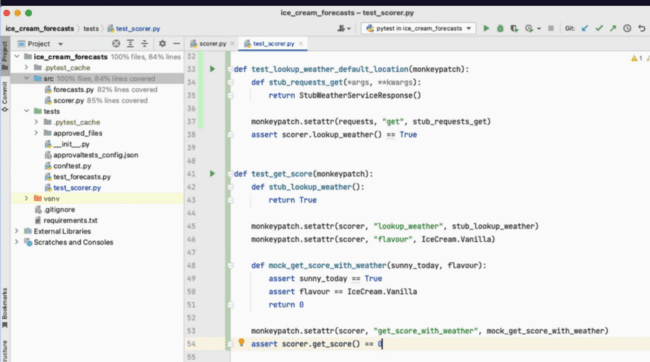 ice_cream_forecasts – test_scorer.py
ice_cream_forecasts › tests › test_scorer.py
pytest in ice_cream_forecasts
Git:
Project
scorer.py
test_scorer.py
ice_cream_forecasts 100% files, 84% lines
.pytest_cache
src 100% files, 84% lines covered
forecasts.py 82% lines covered
scorer.py 85% lines covered
tests
.pytest_cache
approved_files
__init__.py
approvaltests_config.json
conftest.py
test_forecasts.py
test_scorer.py
venv
.gitignore
requirements.txt
External Libraries
Scratches and Consoles
Project
Commit
Bookmarks
1
32
33 def test_lookup_weather_default_location(monkeypatch):
34 def stub_requests_get(*args, **kwargs):
35 return StubWeatherServiceResponse()
36
37 monkeypatch.setattr(requests, "get", stub_requests_get)
38 assert scorer.lookup_weather() == True
39
40
41 def test_get_score(monkeypatch):
42 def stub_lookup_weather():
43 return True
44
45 monkeypatch.setattr(scorer, "lookup_weather", stub_lookup_weather)
46 monkeypatch.setattr(scorer, "flavour", IceCream.Vanilla)
47
48 def mock_get_score_with_weather(sunny_today, flavour):
49 assert sunny_today == True
50 assert flavour == IceCream.Vanilla
51 return 0
52
53 monkeypatch.setattr(scorer, "get_score_with_weather", mock_get_score_with_weather)
54 assert scorer.get_score() == 0